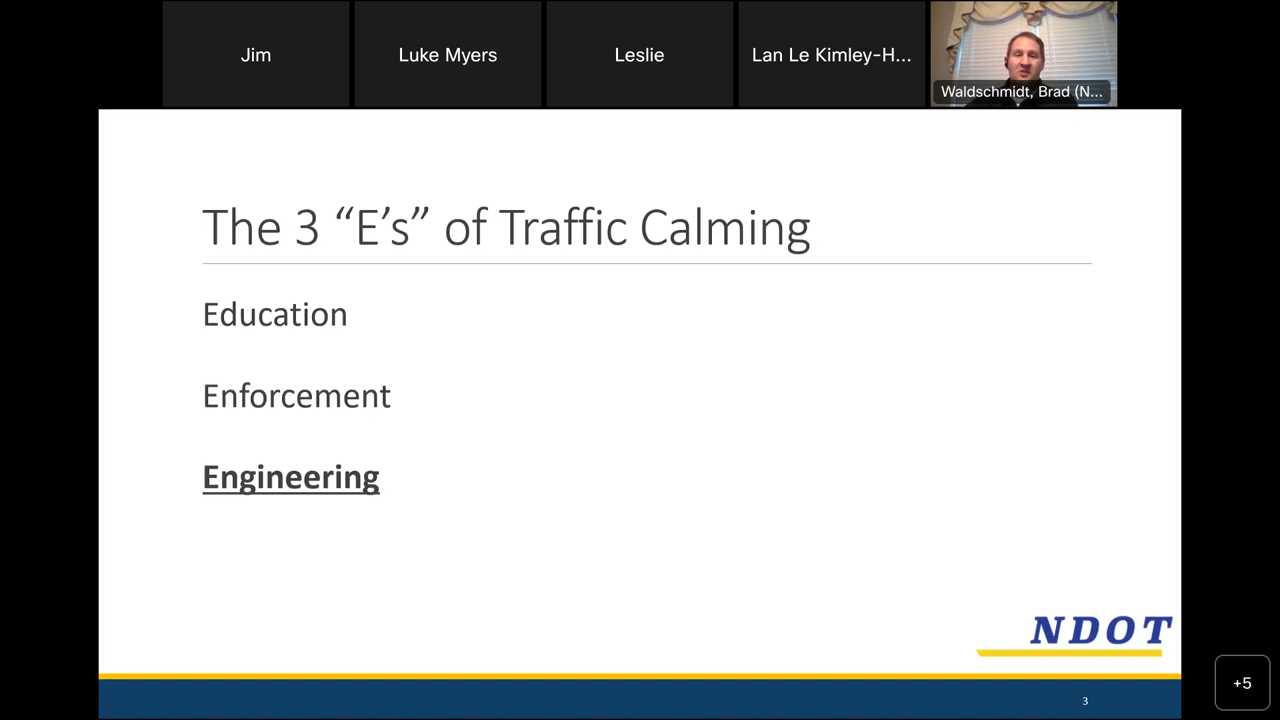 Jim
Luke Myers
Leslie
Lan Le Kimley-H...
Waldschmidt, Brad (N...
The 3 “E’s” of Traffic Calming
Education
Enforcement
Engineering
NDOT
3
+5